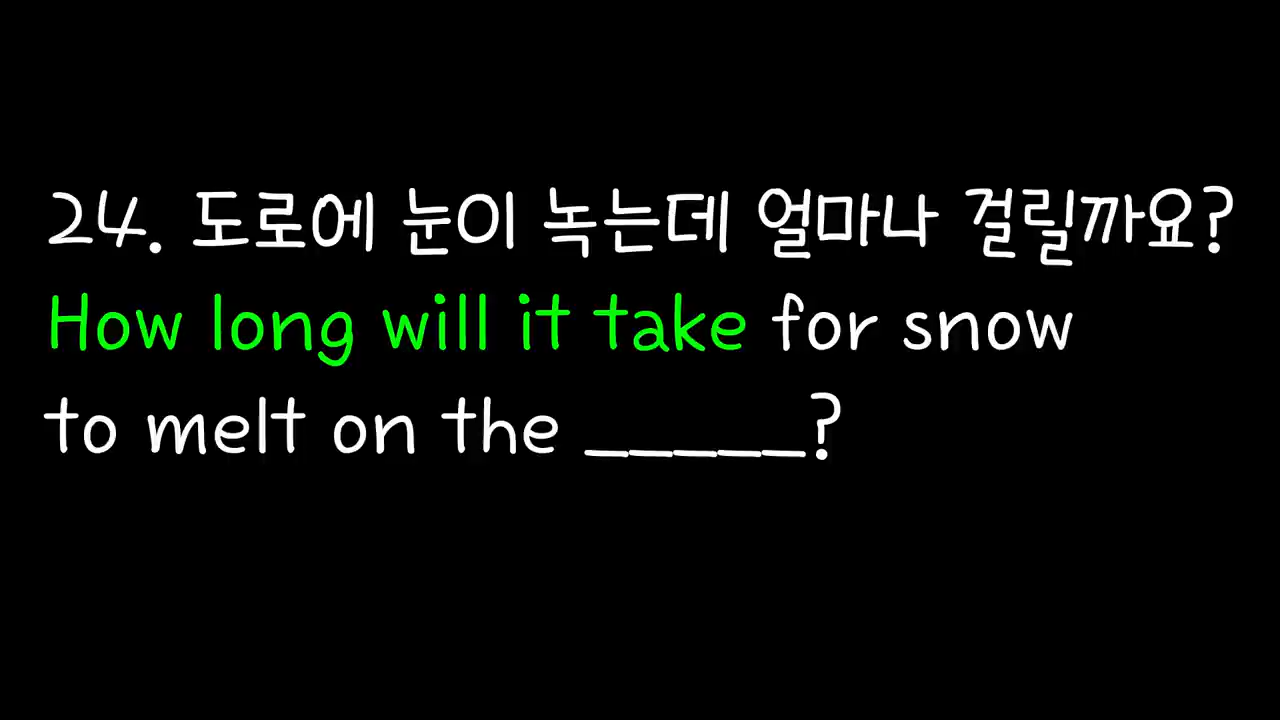 24. 도로에 눈이 녹는데 얼마나 걸릴까요?
How long will it take for snow
to melt on the _____?